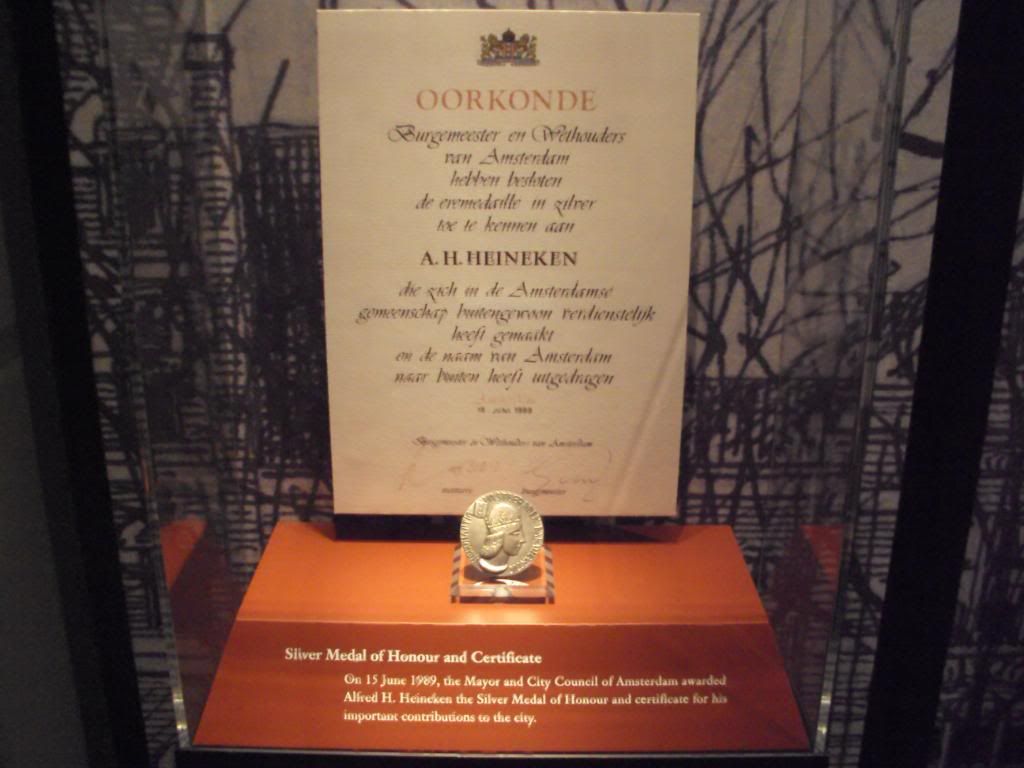 OORKONDE
Burgemeester en Wethouders
van Amsterdam
hebben besloten
de eremedaille in zilver
toe te kennen aan
A. H. HEINEKEN
die zich in de Amsterdamse
gemeenschap buitengewoon verdienstelijk
heeft gemaakt
en de naam van Amsterdam
naar buiten heeft uitgedragen
JUNI 1989
Burgemeester en Wethouders van Amsterdam
burgemeester
Silver Medal of Honour and Certificate
On 15 June 1989, the Mayor and City Council of Amsterdam awarded
Alfred H. Heineken the Silver Medal of Honour and certificate for his
important contributions to the city.